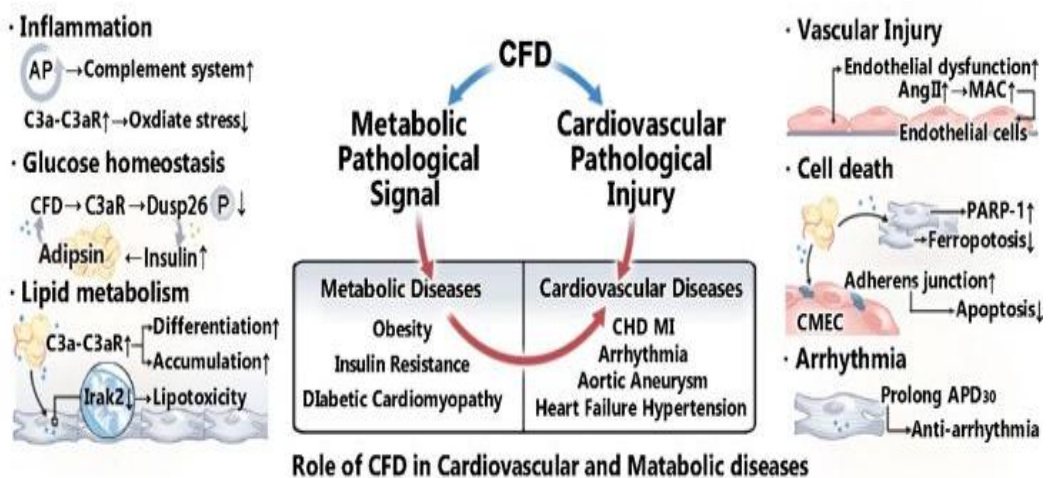 · Inflammation
AP →Complement system↑
C3a-C3aR↑→Oxdiate stress↓
· Glucose homeostasis
CFD→C3aR→Dusp26 P ↓
Adipsin ←Insulin↑
· Lipid metabolism
C3a-C3aR↑
Differentiation↑
Accumulation↑
Irak2↓→Lipotoxicity
CFD
Metabolic
Pathological
Signal
Cardiovascular
Pathological
Injury
Metabolic Diseases
Obesity
Insulin Resistance
DIabetic Cardiomyopathy
Cardiovascular Diseases
CHD MI
Arrhythmia
Aortic Aneurysm
Heart Failure Hypertension
· Vascular Injury
Endothelial dysfunction↑
AngII↑→MAC↑
Endothelial cells
· Cell death
PARP-1↑
Ferropotosis↓
Adherens junction↑
Apoptosis↓
CMEC
· Arrhythmia
Prolong APD30
Anti-arrhythmia
Role of CFD in Cardiovascular and Matabolic diseases